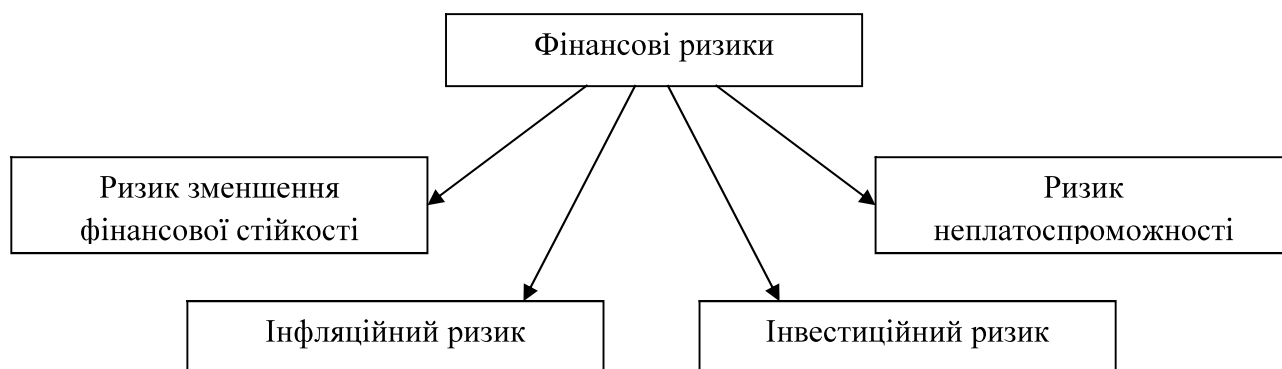 Фінансові ризики
Ризик зменшення
фінансової стійкості
Ризик
неплатоспроможності
Інфляційний ризик
Інвестиційний ризик